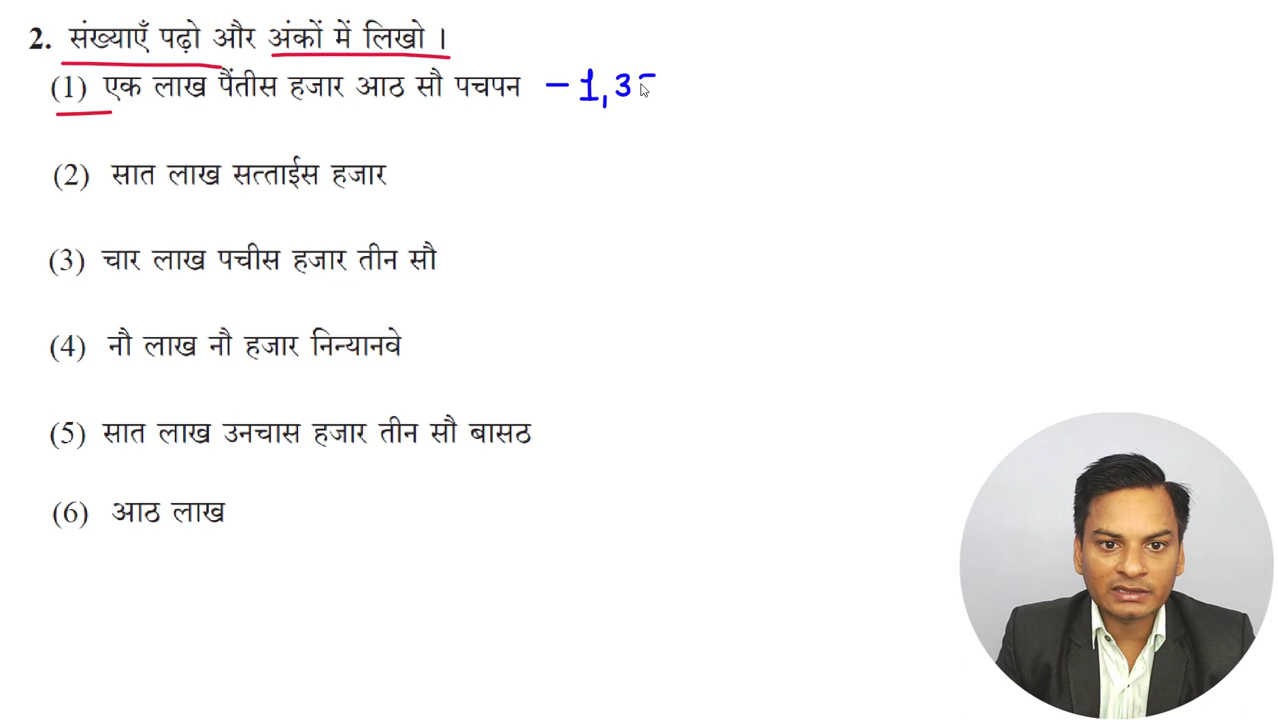 2. संख्याएँ पढ़ो और अंकों में लिखो ।
(1) एक लाख पैंतीस हजार आठ सौ पचपन - 1,35
(2) सात लाख सत्ताईस हजार
(3) चार लाख पचीस हजार तीन सौ
(4) नौ लाख नौ हजार निन्यानवे
(5) सात लाख उनचास हजार तीन सौ बासठ
(6) आठ लाख